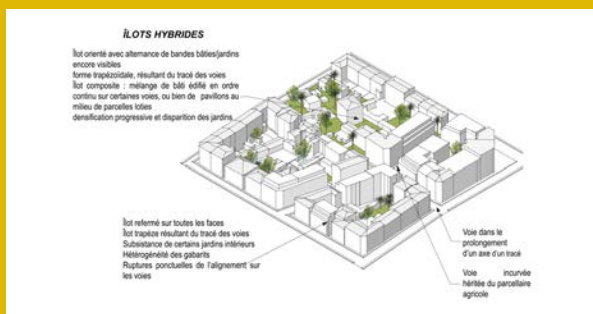 ÎLOTS HYBRIDES
Îlot orienté avec alternance de bandes bâties/jardins
encore visibles
forme trapézoïdale, résultant du tracé des voies
Îlot composite : mélange de bâti édifié en ordre
continu sur certaines voies, ou bien de pavillons au
milieu de parcelles loties
densification progressive et disparition des jardins
Îlot refermé sur toutes les faces
Îlot trapèze résultant du tracé des voies
Subsistance de certains jardins intérieurs
Hétérogénéité des gabarits
Ruptures ponctuelles de l'alignement sur
les voies
Voie dans le
prolongement
d'un axe d'un tracé
Voie incurvée
héritée du parcellaire
agricole